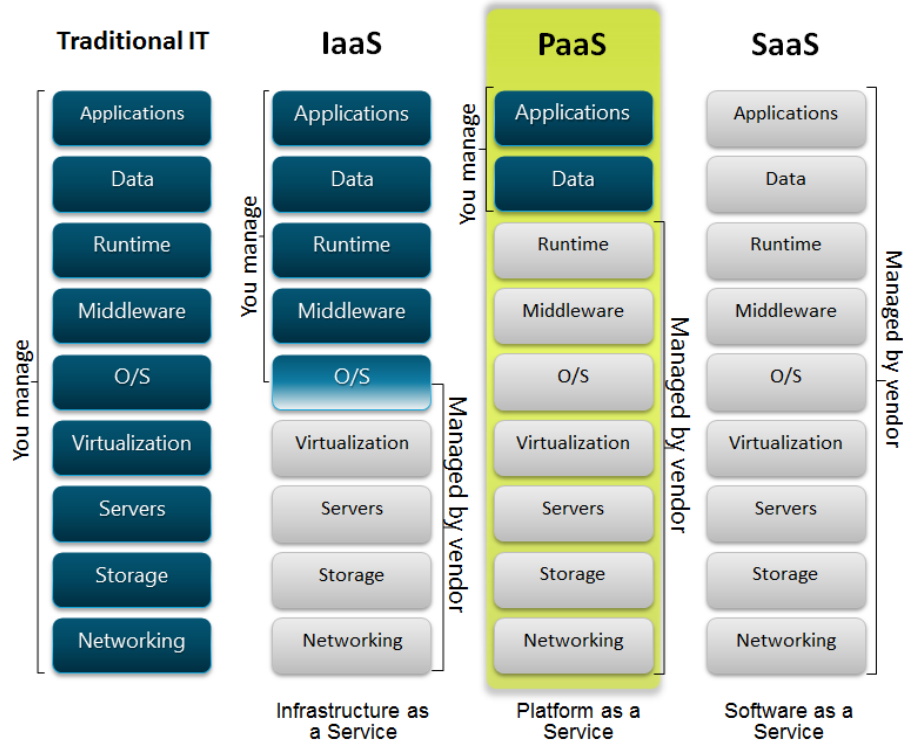 Traditional IT
IaaS
PaaS
SaaS
You manage
Applications
Data
Runtime
Middleware
O/S
Virtualization
Servers
Storage
Networking
You manage
Applications
Data
Runtime
Middleware
O/S
Virtualization
Servers
Storage
Networking
Managed by vendor
Infrastructure as
a Service
You manage
Applications
Data
Runtime
Middleware
O/S
Virtualization
Servers
Storage
Networking
Managed by vendor
Platform as a
Service
Applications
Data
Runtime
Middleware
O/S
Virtualization
Servers
Storage
Networking
Managed by vendor
Software as a
Service